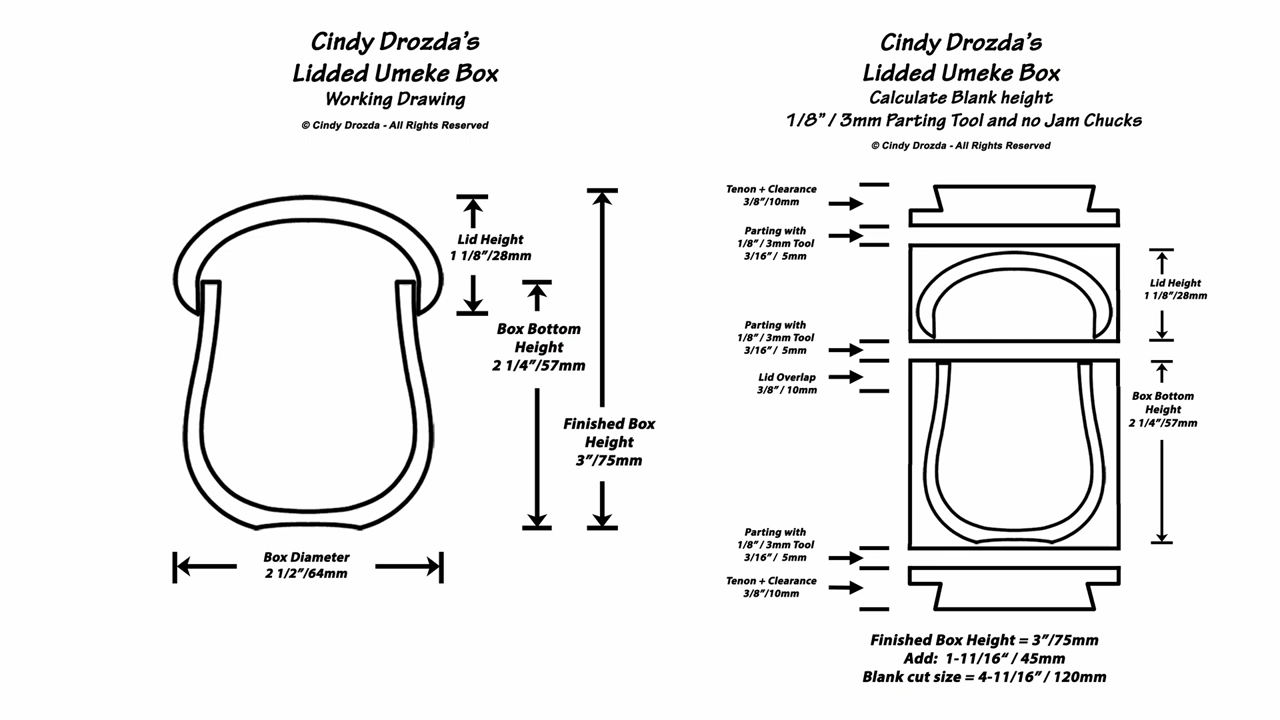 Cindy Drozda's
Lidded Umeke Box
Working Drawing
© Cindy Drozda - All Rights Reserved
Lid Height
1 1/8"/28mm
Box Bottom
Height
2 1/4"/57mm
Finished Box
Height
3"/75mm
Box Diameter
2 1/2"/64mm
Cindy Drozda's
Lidded Umeke Box
Calculate Blank height
1/8" / 3mm Parting Tool and no Jam Chucks
© Cindy Drozda - All Rights Reserved
Tenon + Clearance
3/8"/10mm
Parting with
1/8" / 3mm Tool
3/16" / 5mm
Lid Height
1 1/8"/28mm
Parting with
1/8" / 3mm Tool
3/16" / 5mm
Lid Overlap
3/8" / 10mm
Box Bottom
Height
2 1/4"/57mm
Parting with
1/8" / 3mm Tool
3/16" / 5mm
Tenon + Clearance
3/8"/10mm
Finished Box Height = 3"/75mm
Add: 1-11/16" / 45mm
Blank cut size = 4-11/16" / 120mm